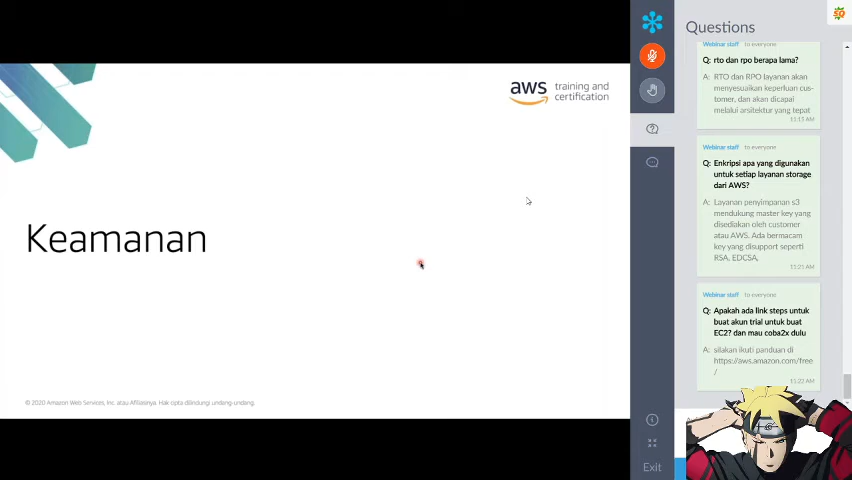 aws training and
certification
Keamanan
© 2020 Amazon Web Services, Inc. atau Afiliasinya. Hak cipta dilindungi undang-undang.
Questions
Webinar staff to everyone
Q: rto dan rpo berapa lama?
A: RTO dan RPO layanan akan
menyesuaikan keperluan cus-
tomer, dan akan dicapai
melalui arsitektur yang tepat
11:15 AM
Webinar staff to everyone
Q: Enkripsi apa yang digunakan
untuk setiap layanan storage
dari AWS?
A: Layanan penyimpanan s3
mendukung master key yang
disediakan oleh customer
atau AWS. Ada bermacam
key yang disupport seperti
RSA, EDCSA,
11:21 AM
Webinar staff to everyone
Q: Apakah ada link steps untuk
buat akun trial untuk buat
EC2? dan mau coba2x dulu
A: silakan ikuti panduan di
https://aws.amazon.com/free
/
11:22 AM
Exit